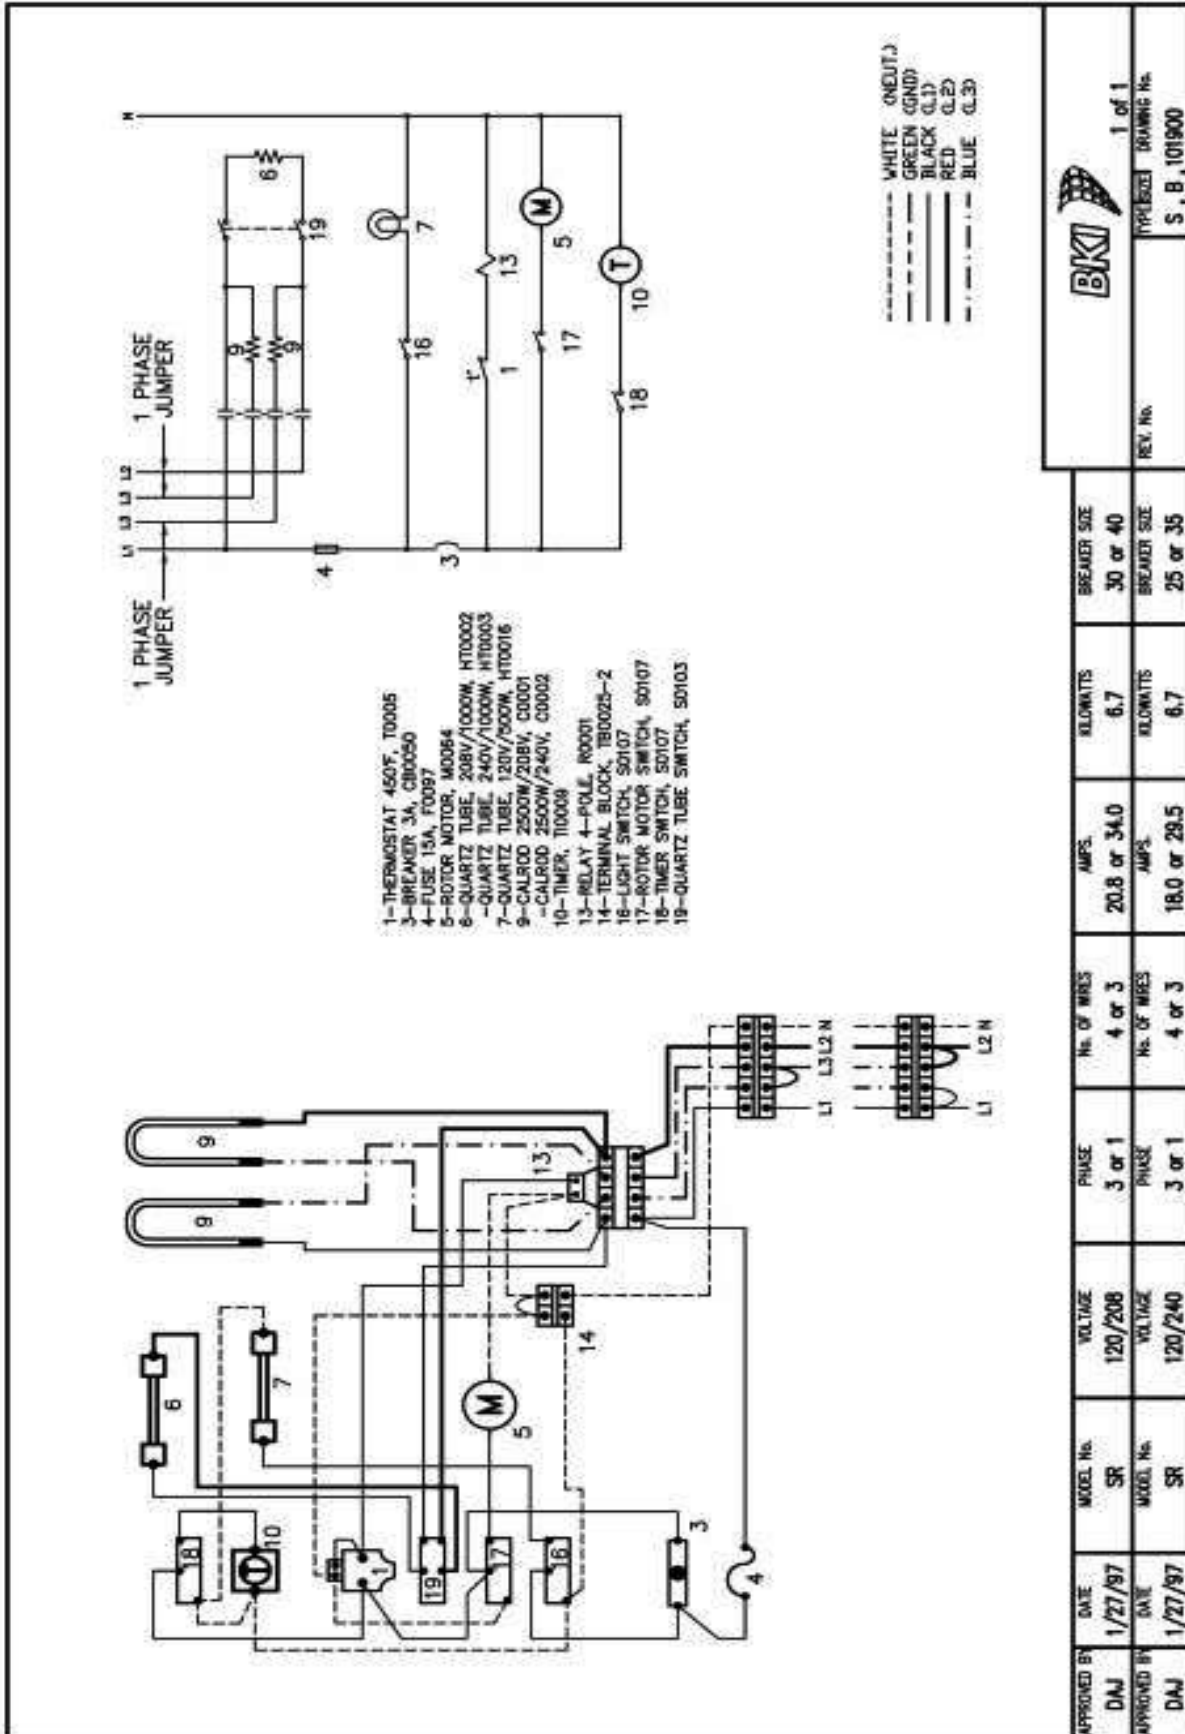 1 PHASE
JUMPER
1 PHASE
JUMPER
L1
L3
L3
L2
N
4
3
9
9
19
6
16
7
1
13
17
5
M
18
10
T
1-THERMOSTAT 450°F, T0005
3-BREAKER 3A, CB0050
4-FUSE 15A, F0097
5-ROTOR MOTOR, M0064
6-QUARTZ TUBE, 208V/1000W, HT0002
-QUARTZ TUBE, 240V/1000W, HT0003
7-QUARTZ TUBE, 120V/500W, HT0016
9-CALROD 2500W/208V, C0001
-CALROD 2500W/240V, C0002
10-TIMER, TI0009
13-RELAY 4-POLE, R0001
14-TERMINAL BLOCK, TB0025-2
16-LIGHT SWITCH, S0107
17-ROTOR MOTOR SWITCH, S0107
18-TIMER SWITCH, S0107
19-QUARTZ TUBE SWITCH, S0103
WHITE (NEUT.)
GREEN (GND)
BLACK (L1)
RED (L2)
BLUE (L3)
18
10
T
1
19
17
16
3
4
6
7
M
5
14
9
9
13
L1 L3 L2 N
L1 L2 N
BKI
1 of 1
APPROVED BY DATE MODEL No. VOLTAGE PHASE No. OF WIRES AMPS. KILOWATTS BREAKER SIZE
DAJ 1/27/97 SR 120/208 3 or 1 4 or 3 20.8 or 34.0 6.7 30 or 40
APPROVED BY DATE MODEL No. VOLTAGE PHASE No. OF WIRES AMPS. KILOWATTS BREAKER SIZE REV. No. TYPE SIZE DRAWING No.
DAJ 1/27/97 SR 120/240 3 or 1 4 or 3 18.0 or 29.5 6.7 25 or 35 S , B , 101900